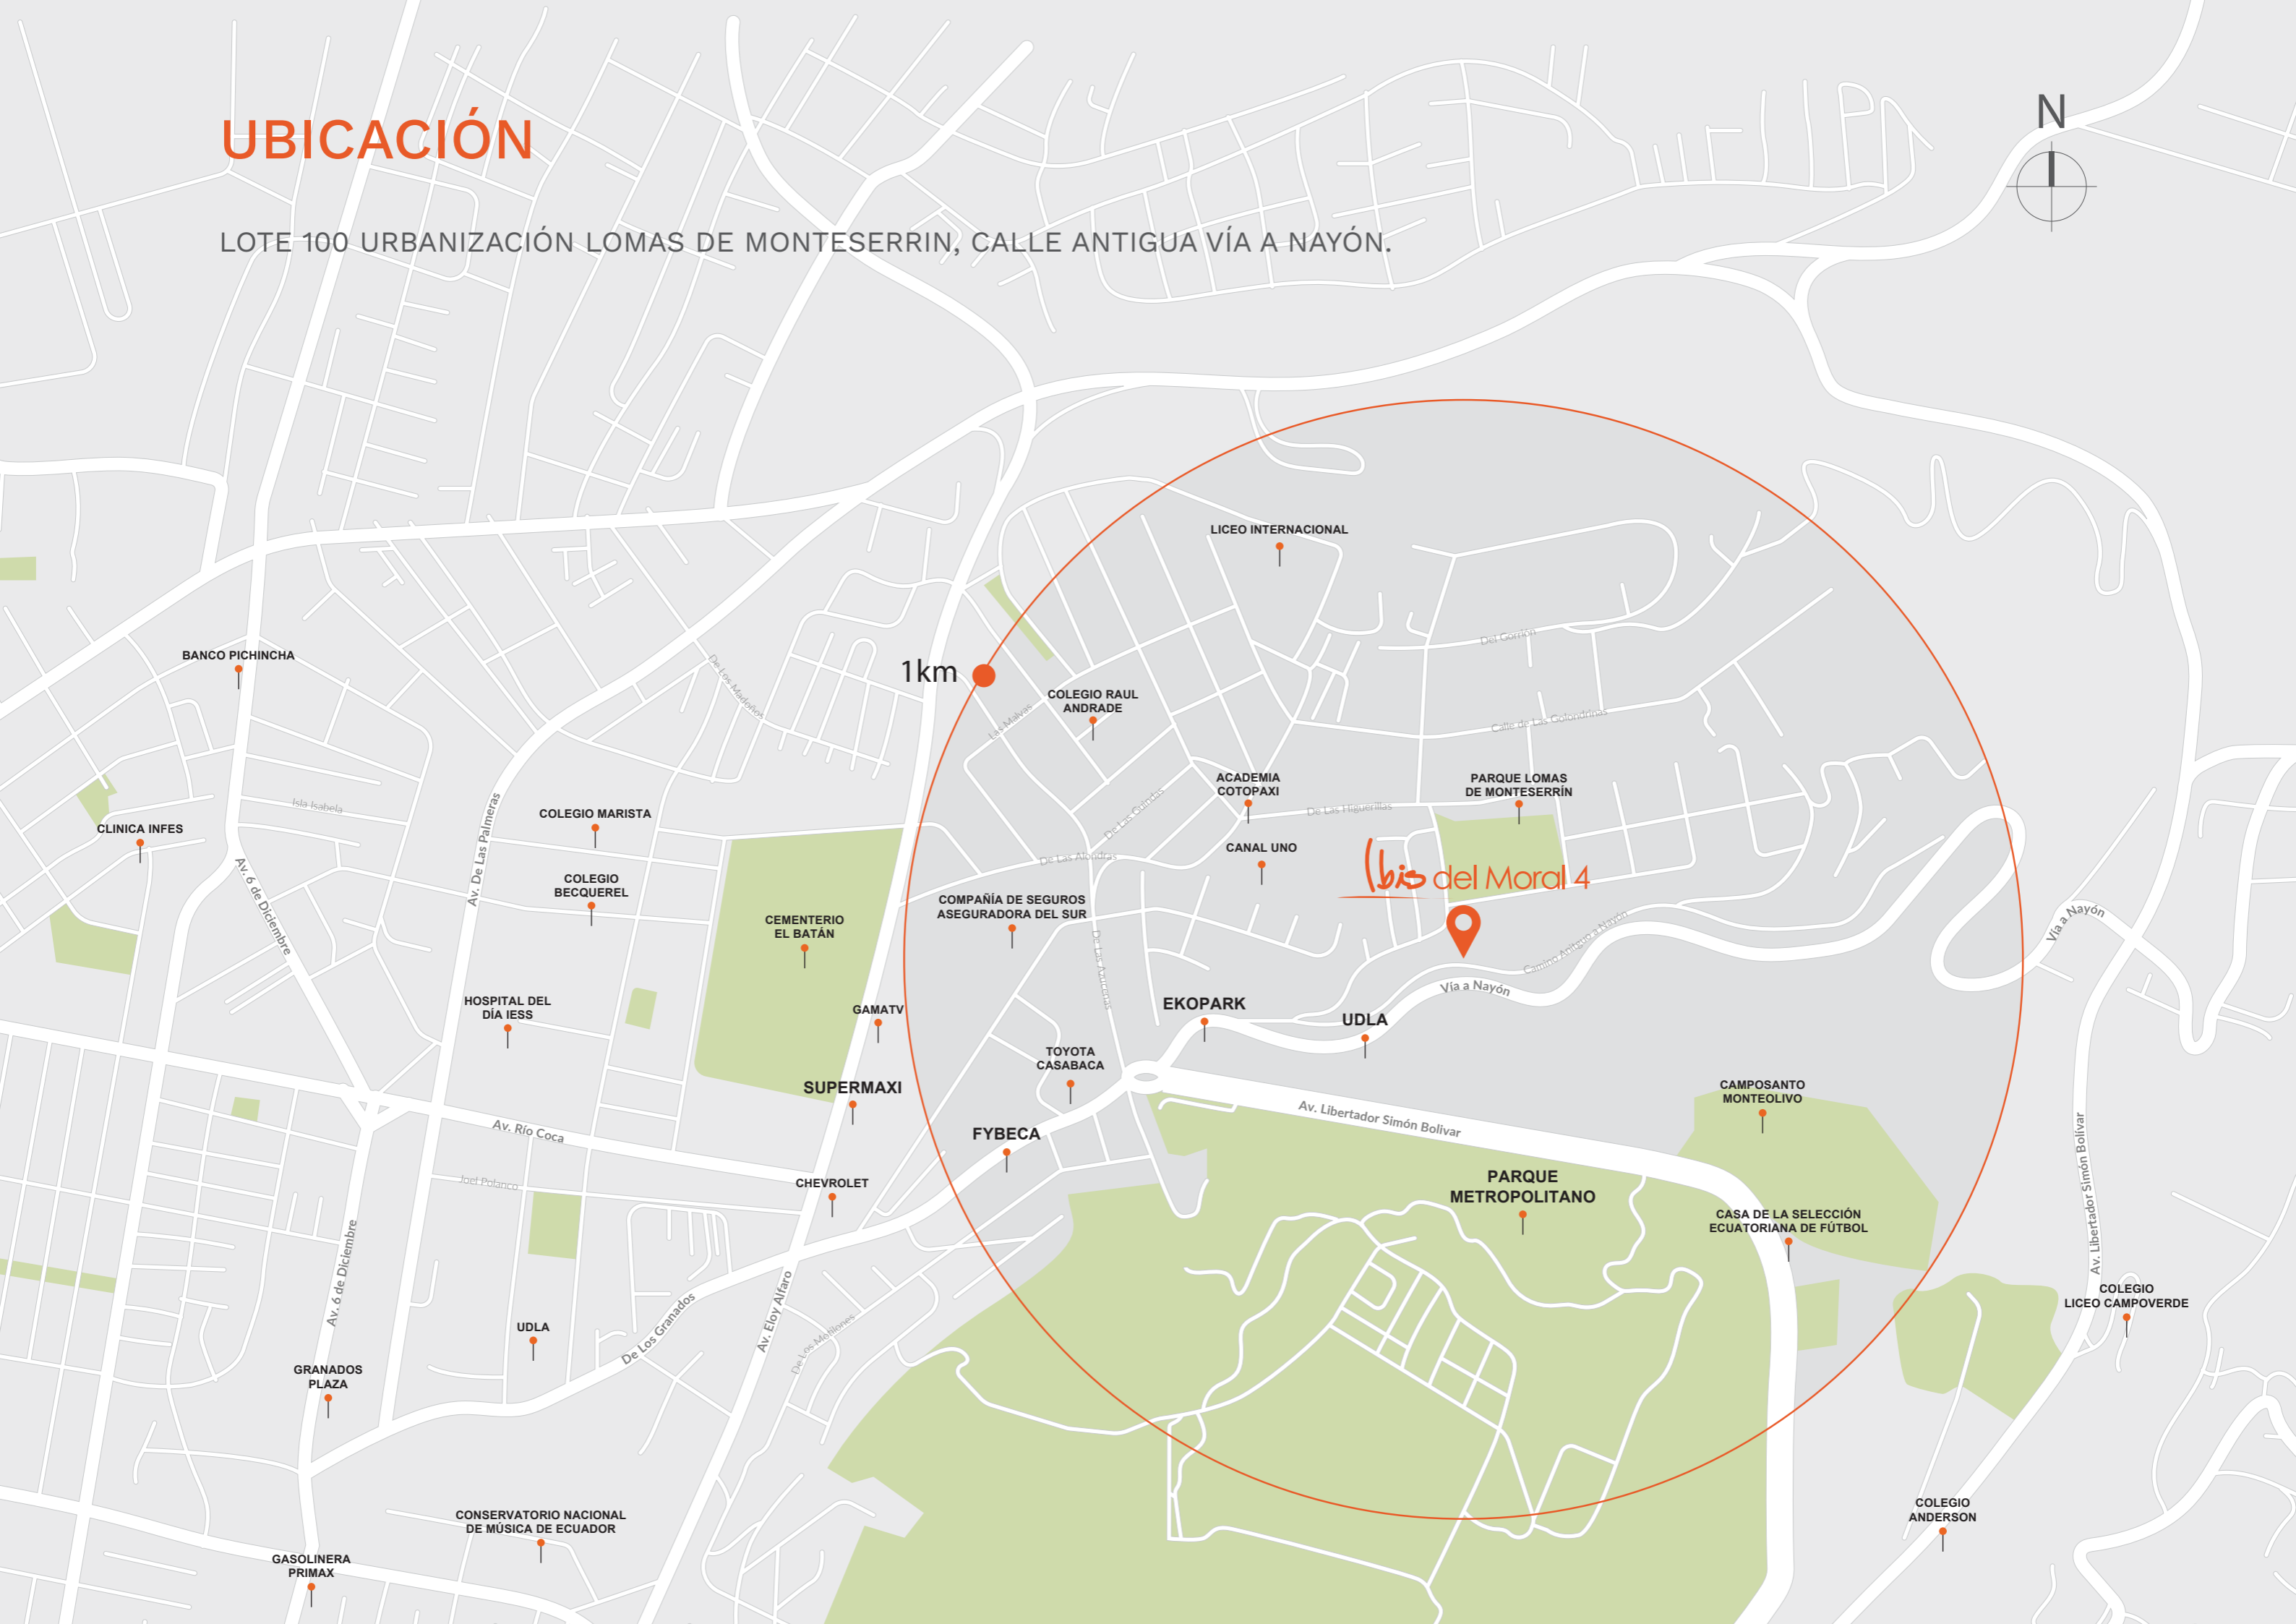 UBICACIÓN
N
LOTE 100 URBANIZACIÓN LOMAS DE MONTESERRIN, CALLE ANTIGUA VÍA A NAYÓN.
LICEO INTERNACIONAL
Del Gorrión
BANCO PICHINCHA
De Los Madroños
1km
COLEGIO RAUL
ANDRADE
Las Malvas
Calle de Las Golondrinas
ACADEMIA
COTOPAXI
PARQUE LOMAS
DE MONTESERRÍN
Isla Isabela
De Las Guindas
De Las Higuerillas
COLEGIO MARISTA
CLINICA INFES
Av. De Las Palmeras
De Las Alondras
CANAL UNO
Ibis del Moral 4
Av. 6 de Diciembre
COLEGIO
BECQUEREL
CEMENTERIO
EL BATÁN
COMPAÑÍA DE SEGUROS
ASEGURADORA DEL SUR
De Las Azucenas
Camino Anitguo a Nayón
Vía a Nayón
Vía a Nayón
HOSPITAL DEL
DÍA IESS
GAMATV
EKOPARK
UDLA
TOYOTA
CASABACA
SUPERMAXI
CAMPOSANTO
MONTEOLIVO
Av. Libertador Simón Bolivar
Av. Río Coca
FYBECA
Av. Libertador Simón Bolívar
Joel Polanco
CHEVROLET
PARQUE
METROPOLITANO
CASA DE LA SELECCIÓN
ECUATORIANA DE FÚTBOL
Av. 6 de Diciembre
COLEGIO
LICEO CAMPOVERDE
UDLA
De Los Granados
Av. Eloy Alfaro
De Los Motilones
GRANADOS
PLAZA
CONSERVATORIO NACIONAL
DE MÚSICA DE ECUADOR
COLEGIO
ANDERSON
GASOLINERA
PRIMAX